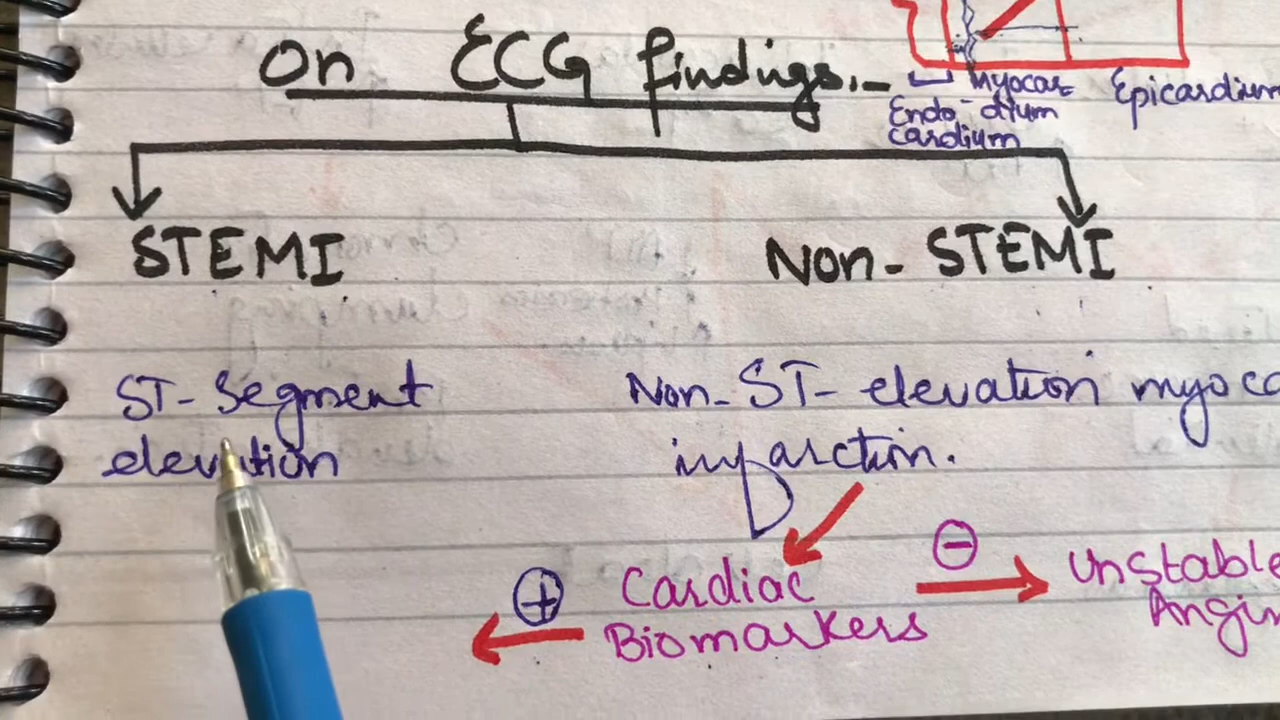 On ECG findings.-
myocar-
Epicardium
Endo-dium
cardium
STEMI
Non-STEMI
ST-Segment
elevation
Non-ST-elevation myoca
infarction.
⊕
Cardiac
Biomarkers
⊖
Unstable
Angin